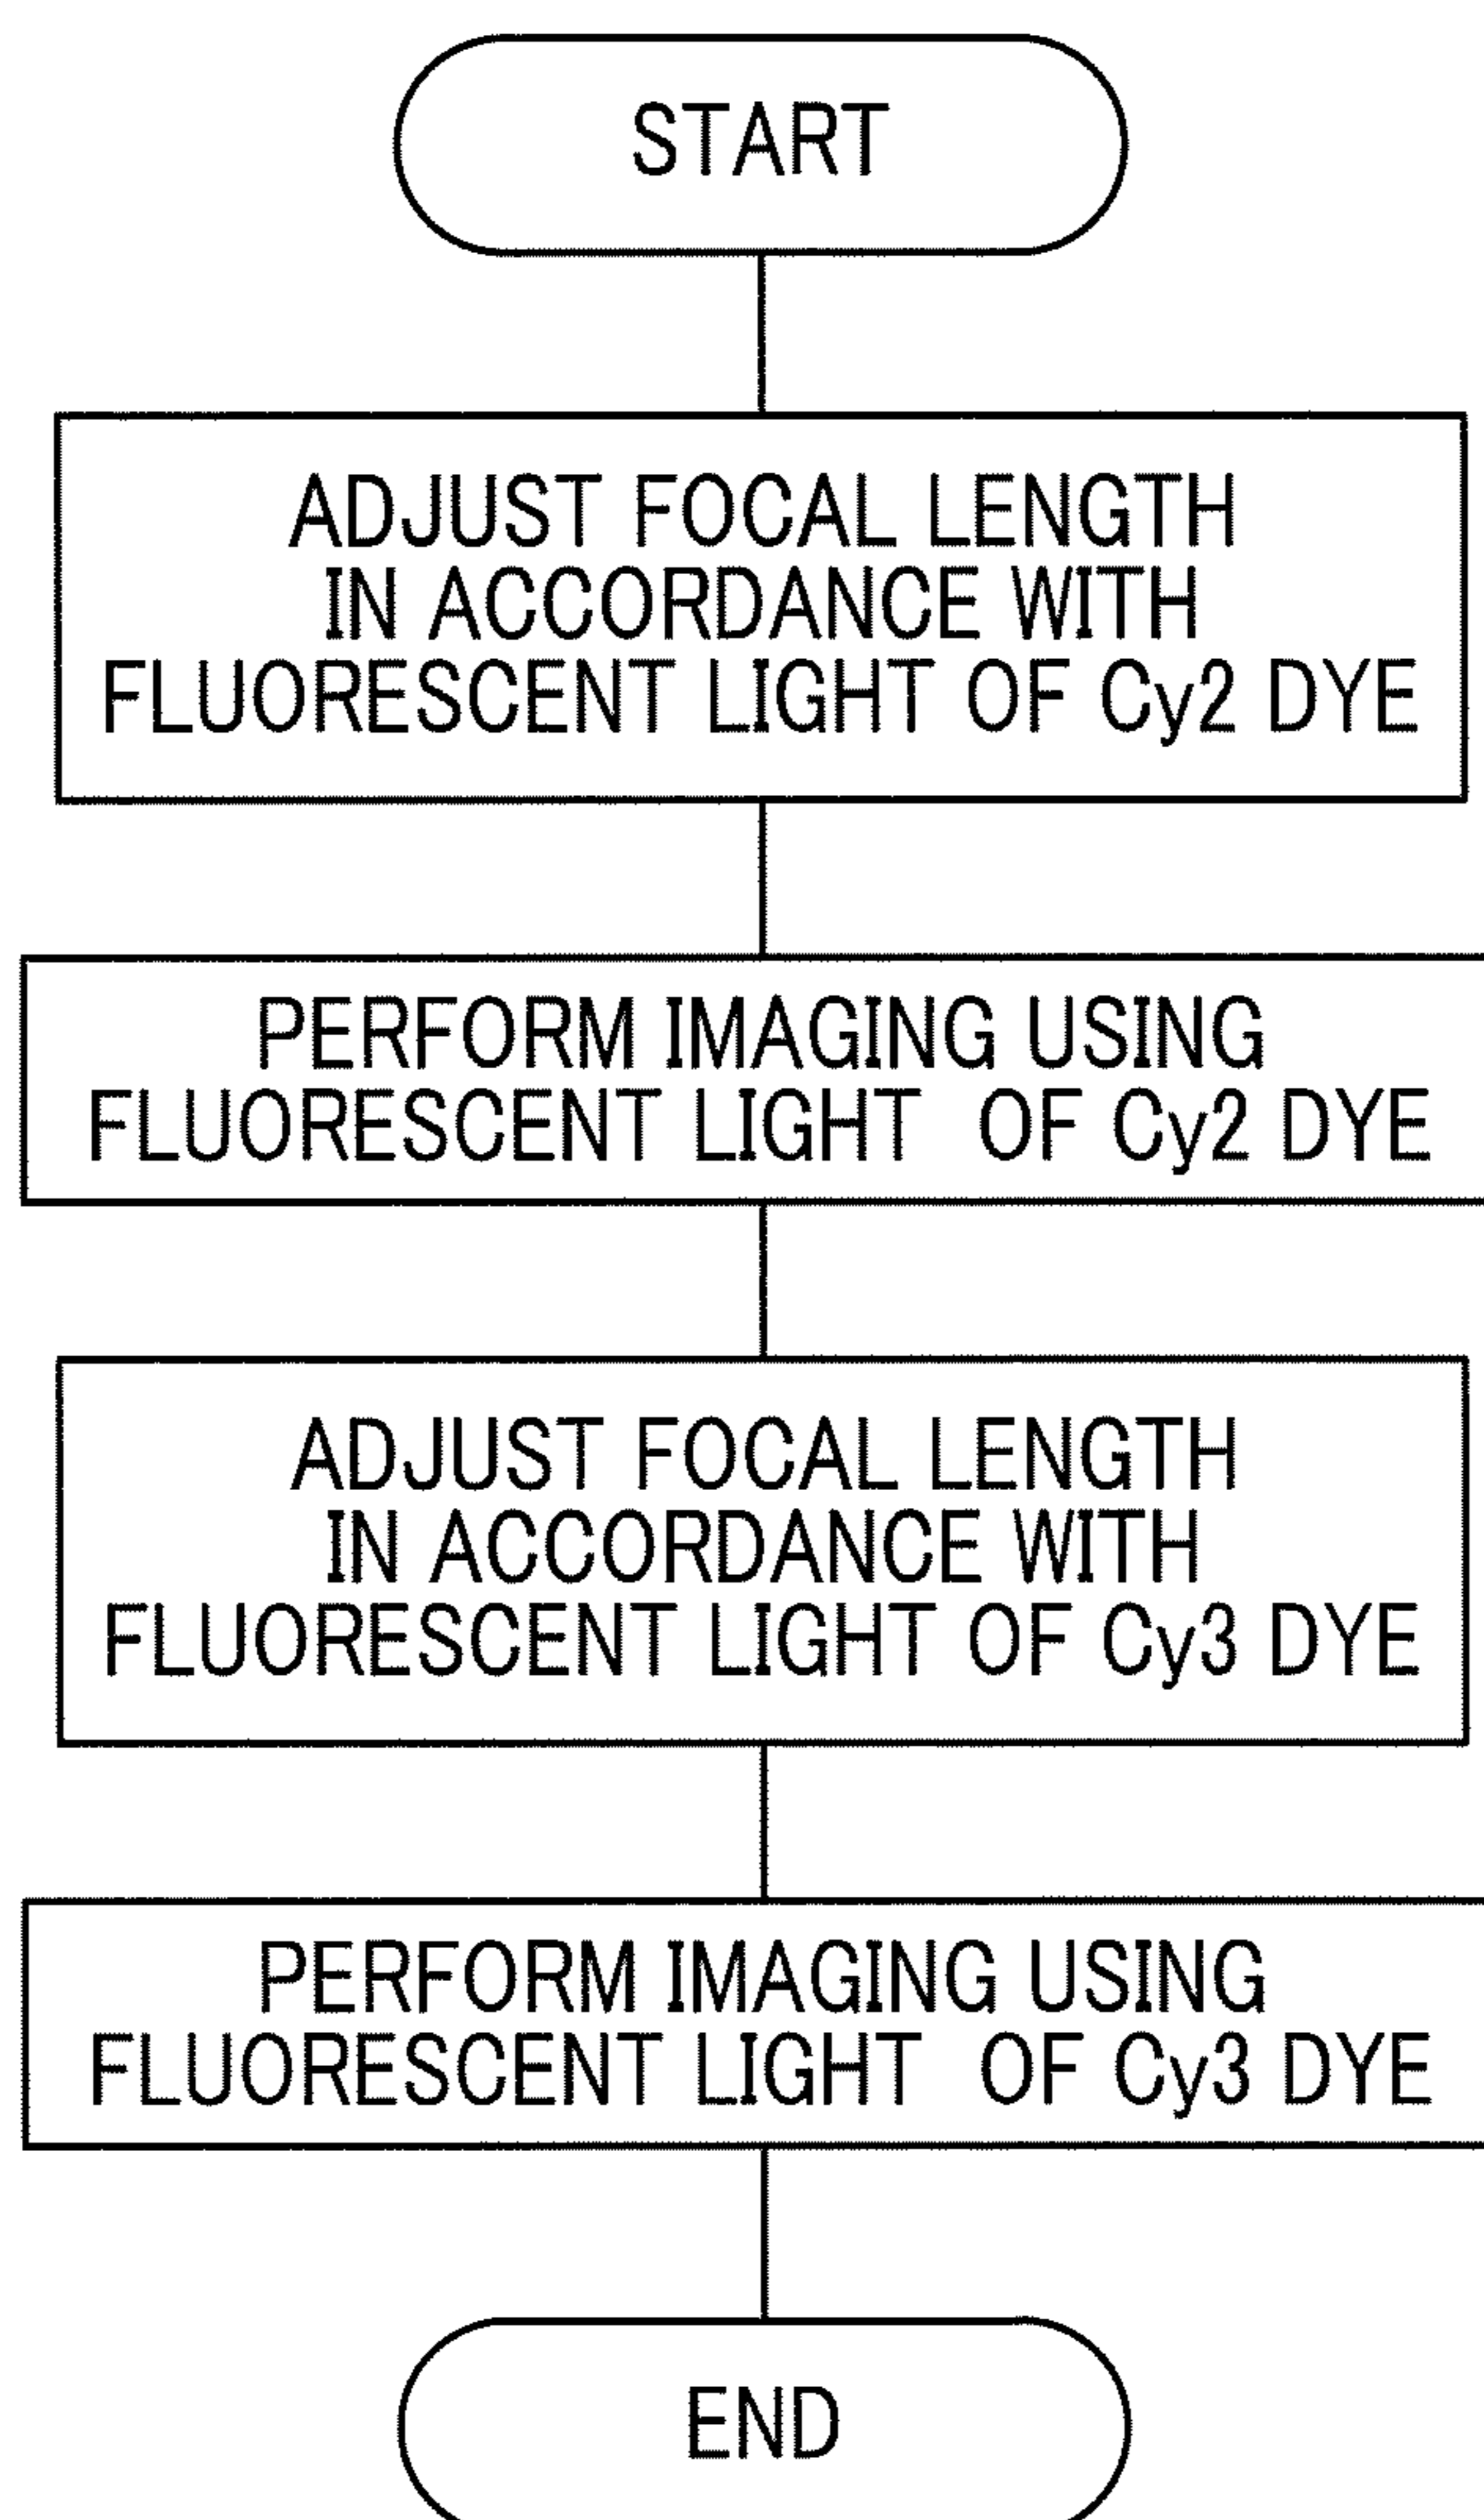 START
ADJUST FOCAL LENGTH
IN ACCORDANCE WITH
FLUORESCENT LIGHT OF Cy2 DYE
PERFORM IMAGING USING
FLUORESCENT LIGHT OF Cy2 DYE
ADJUST FOCAL LENGTH
IN ACCORDANCE WITH
FLUORESCENT LIGHT OF Cy3 DYE
PERFORM IMAGING USING
FLUORESCENT LIGHT OF Cy3 DYE
END